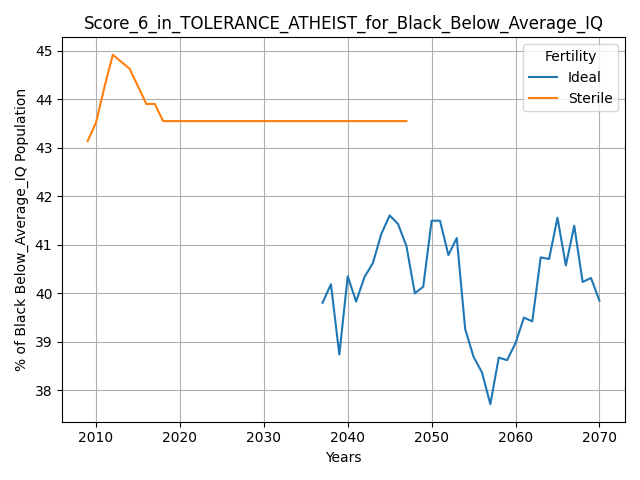 Score_6_in_TOLERANCE_ATHEIST_for_Black_Below_Average_IQ
% of Black Below_Average_IQ Population
45
44
43
42
41
40
39
38
Fertility
Ideal
Sterile
2010 2020 2030 2040 2050 2060 2070
Years